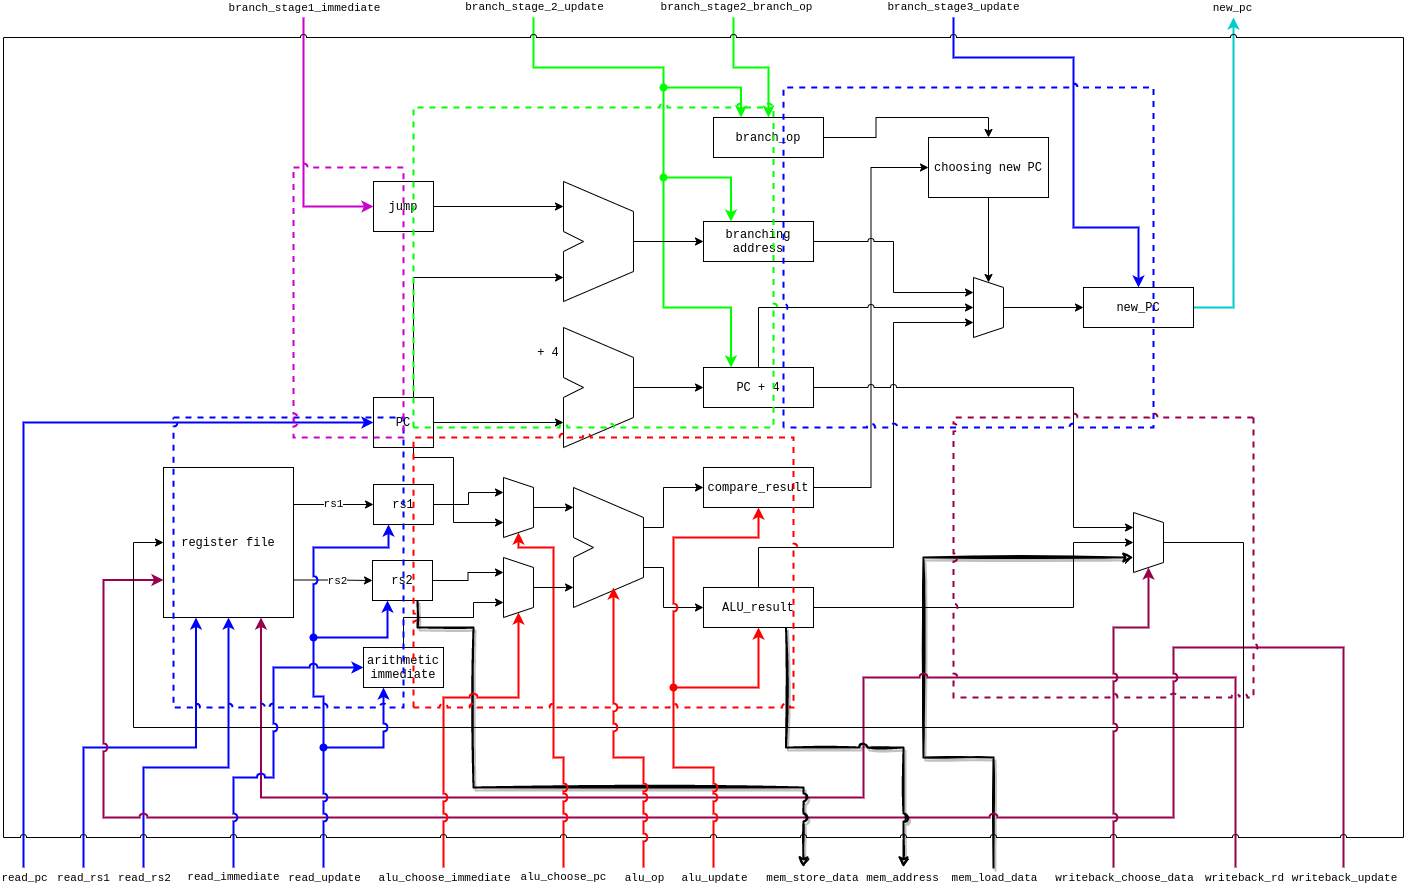 branch_stage1_immediate
branch_stage_2_update
branch_stage2_branch_op
branch_stage3_update
new_pc
branch_op
choosing new PC
jump
branching
address
new_PC
+ 4
PC + 4
PC
register file
rs1
rs1
compare_result
rs2
rs2
ALU_result
arithmetic
immediate
read_pc
read_rs1
read_rs2
read_immediate
read_update
alu_choose_immediate
alu_choose_pc
alu_op
alu_update
mem_store_data
mem_address
mem_load_data
writeback_choose_data
writeback_rd
writeback_update